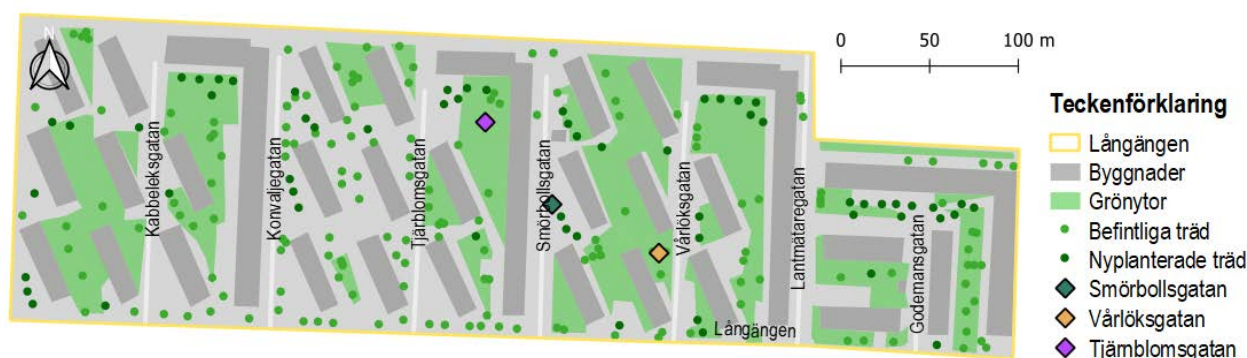 N
0 50 100 m
Teckenförklaring
Långängen
Byggnader
Grönytor
Befintliga träd
Nyplanterade träd
Smörbollsgatan
Vårlöksgatan
Tjämblomsgatan
Kabbeleksgatan
Konvaljegatan
Tjärblomsgatan
Smörbollsgatan
Vårlöksgatan
Lantmätaregatan
Godemansgatan
Långängen